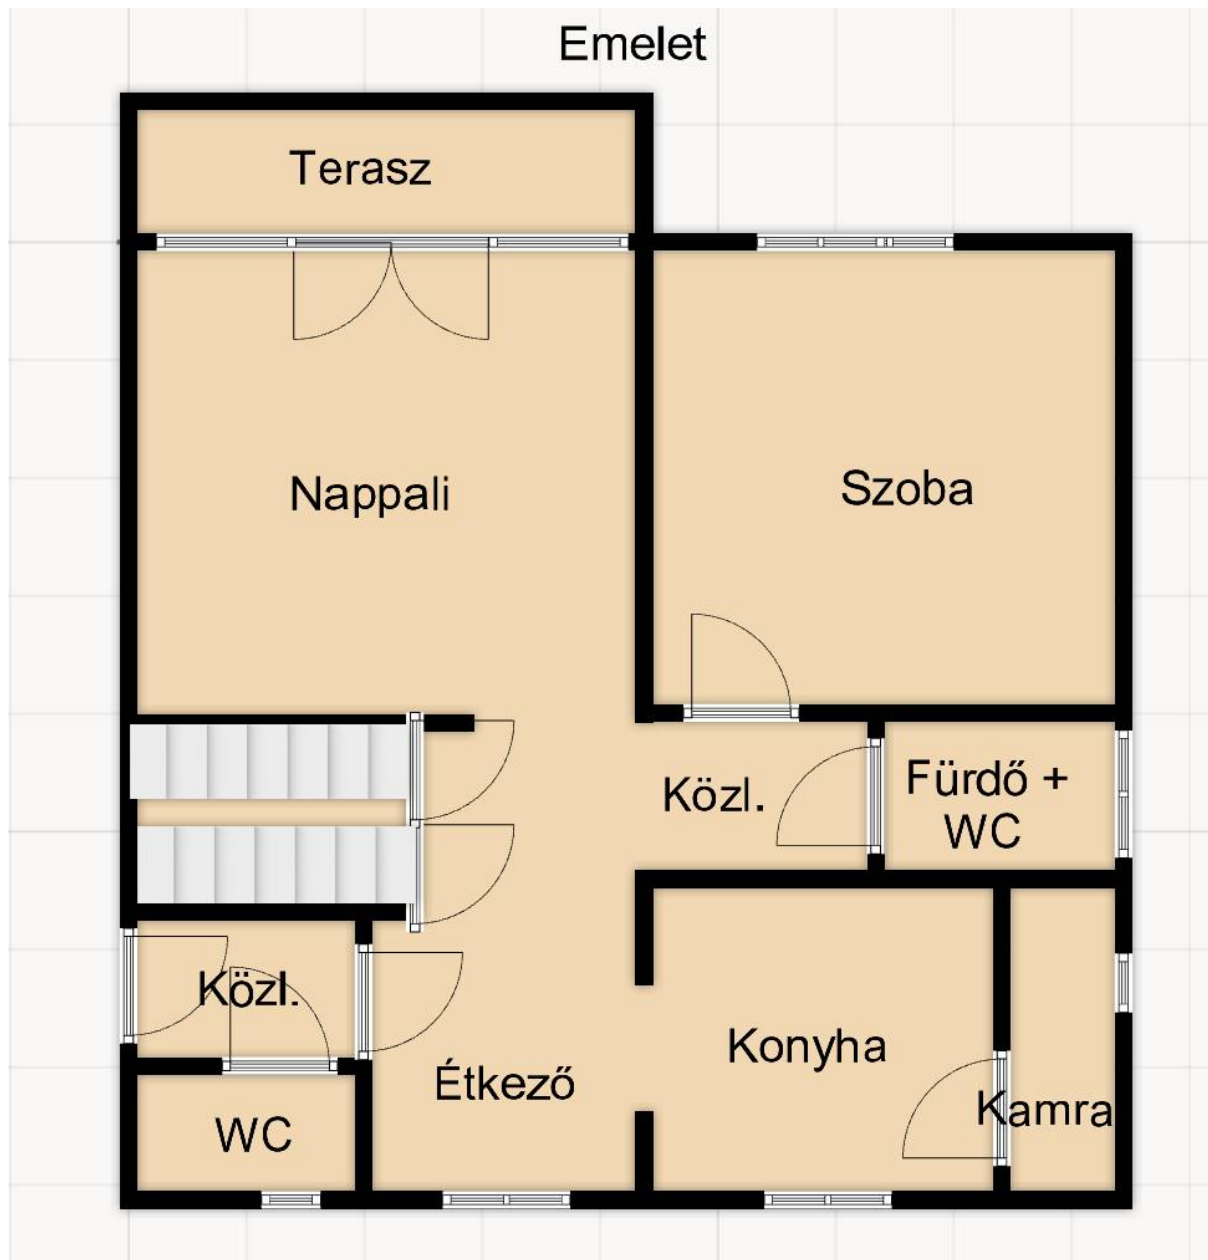 Emelet
Terasz
Nappali
Szoba
Közl.
Fürdő +
WC
Közl.
Konyha
Étkező
Kamra
WC